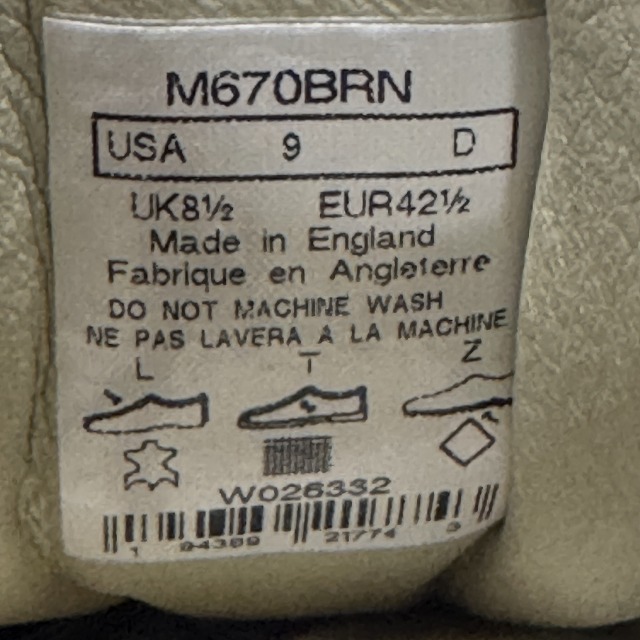 M670BRN
USA 9 D
UK8½ EUR42½
Made in England
Fabrique en Angleterre
DO NOT MACHINE WASH
NE PAS LAVERA A LA MACHINE
L T Z
W026332
1 94389 21774 3